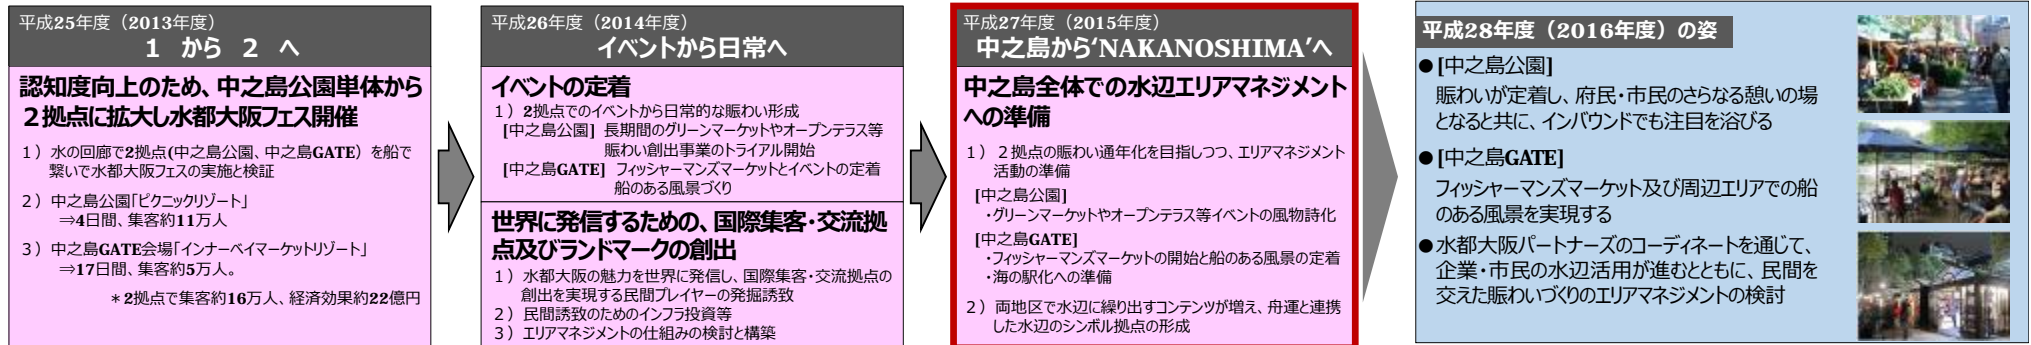 平成25年度（2013年度）
１ から ２ へ
認知度向上のため、中之島公園単体から
２拠点に拡大し水都大阪フェス開催
１）水の回廊で2拠点(中之島公園、中之島GATE）を船で
繋いで水都大阪フェスの実施と検証
２）中之島公園「ピクニックリゾート」
⇒4日間、集客約11万人
３）中之島GATE会場「インナーベイマーケットリゾート」
⇒17日間、集客約5万人。
＊2拠点で集客約16万人、経済効果約22億円
平成26年度（2014年度）
イベントから日常へ
イベントの定着
１）2拠点でのイベントから日常的な賑わい形成
[中之島公園] 長期間のグリーンマーケットやオープンテラス等
賑わい創出事業のトライアル開始
[中之島GATE] フィッシャーマンズマーケットとイベントの定着
船のある風景づくり
世界に発信するための、国際集客・交流拠
点及びランドマークの創出
１）水都大阪の魅力を世界に発信し、国際集客・交流拠点の
創出を実現する民間プレイヤーの発掘誘致
２）民間誘致のためのインフラ投資等
３）エリアマネジメントの仕組みの検討と構築
平成27年度（2015年度）
中之島から‘NAKANOSHIMA’へ
中之島全体での水辺エリアマネジメント
への準備
１）２拠点の賑わい通年化を目指しつつ、エリアマネジメント
活動の準備
[中之島公園]
・グリーンマーケットやオープンテラス等イベントの風物詩化
[中之島GATE]
・フィッシャーマンズマーケットの開始と船のある風景の定着
・海の駅化への準備
２）両地区で水辺に繰り出すコンテンツが増え、舟運と連携
した水辺のシンボル拠点の形成
平成28年度（2016年度）の姿
●[中之島公園]
賑わいが定着し、府民・市民のさらなる憩いの場
となると共に、インバウンドでも注目を浴びる
●[中之島GATE]
フィッシャーマンズマーケット及び周辺エリアでの船
のある風景を実現する
●水都大阪パートナーズのコーディネートを通じて、
企業・市民の水辺活用が進むとともに、民間を
交えた賑わいづくりのエリアマネジメントの検討